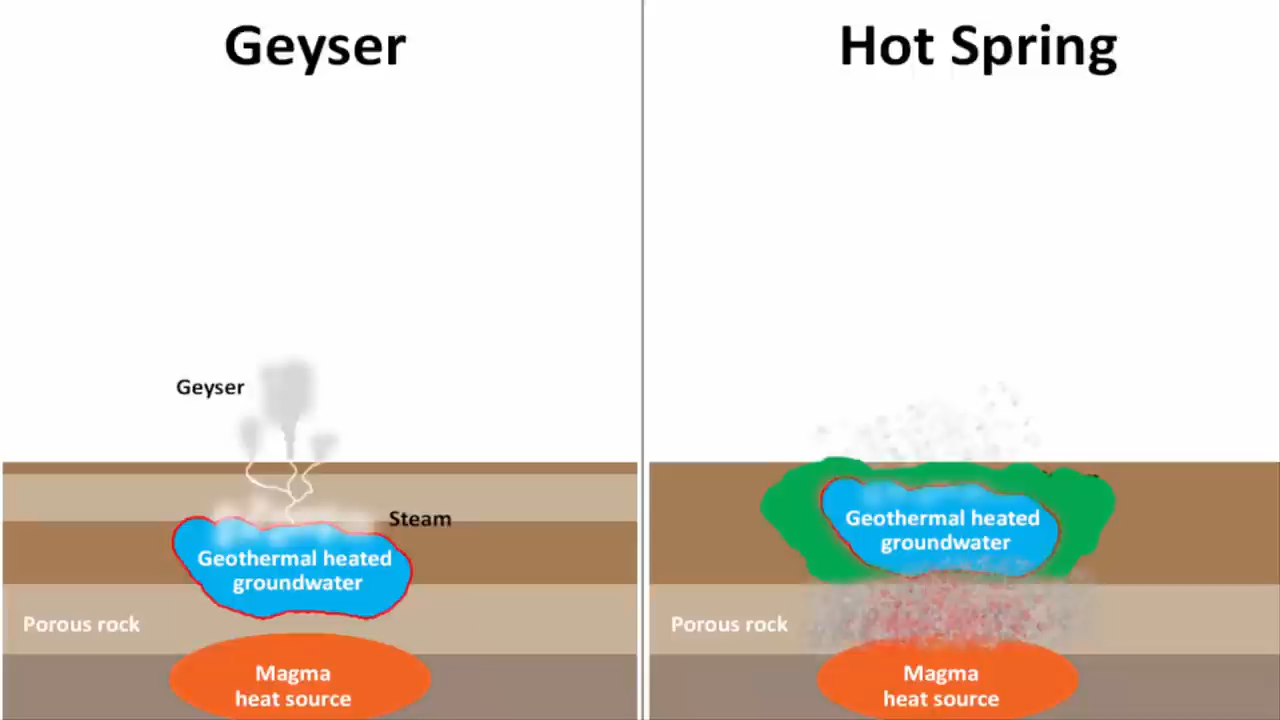 Geyser
Geyser
Steam
Geothermal heated
groundwater
Porous rock
Magma
heat source
Hot Spring
Geothermal heated
groundwater
Porous rock
Magma
heat source